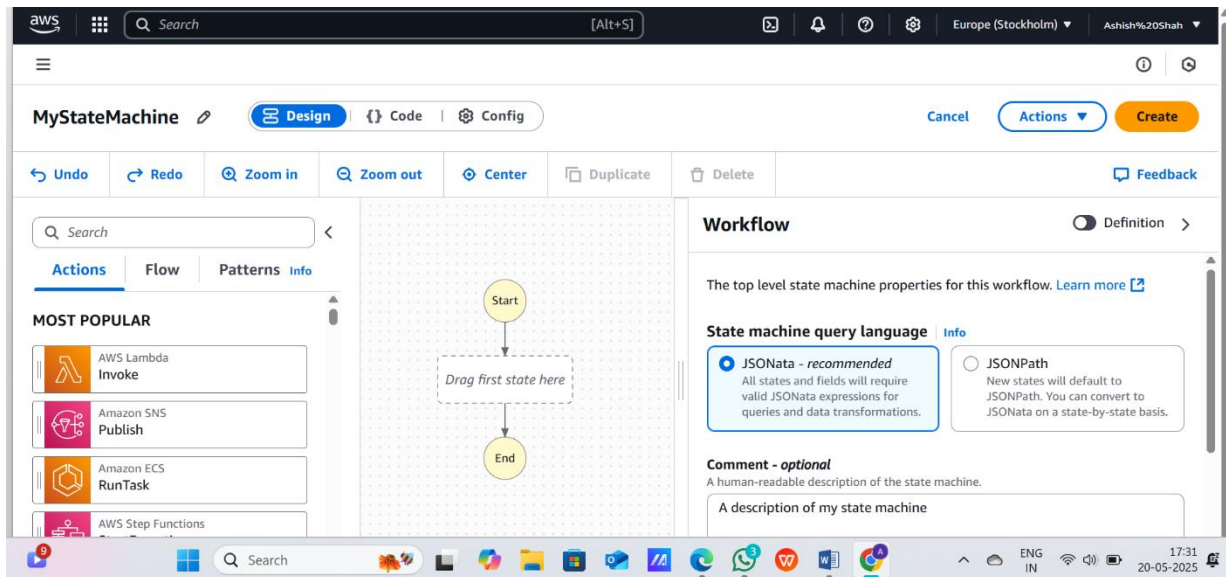 aws
Search
[Alt+S]
Europe (Stockholm)
Ashish%20Shah
MyStateMachine
Design
{} Code
Config
Cancel
Actions
Create
Undo
Redo
Zoom in
Zoom out
Center
Duplicate
Delete
Feedback
Search
Actions
Flow
Patterns Info
MOST POPULAR
AWS Lambda
Invoke
Amazon SNS
Publish
Amazon ECS
RunTask
AWS Step Functions
Start
Drag first state here
End
Workflow
Definition
The top level state machine properties for this workflow. Learn more
State machine query language Info
JSONata - recommended
All states and fields will require
valid JSONata expressions for
queries and data transformations.
JSONPath
New states will default to
JSONPath. You can convert to
JSONata on a state-by-state basis.
Comment - optional
A human-readable description of the state machine.
A description of my state machine
9
Search
3
A
ENG
IN
17:31
20-05-2025